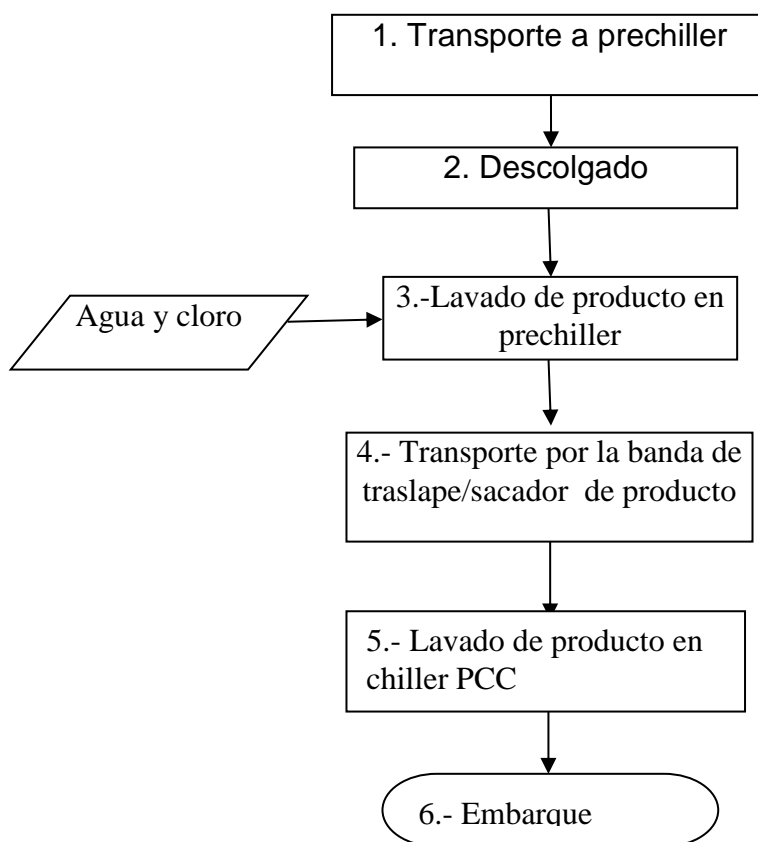 1. Transporte a prechiller
2. Descolgado
Agua y cloro
3.-Lavado de producto en
prechiller
4.- Transporte por la banda de
traslape/sacador de producto
5.- Lavado de producto en
chiller PCC
6.- Embarque